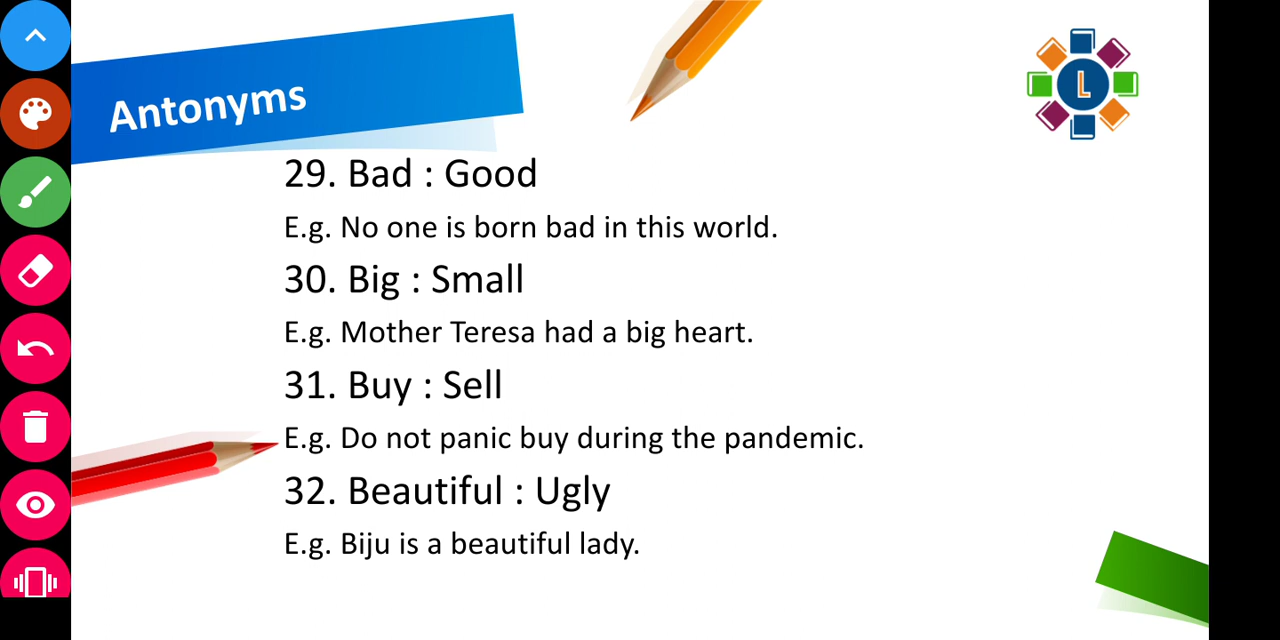 Antonyms
L
29. Bad : Good
E.g. No one is born bad in this world.
30. Big : Small
E.g. Mother Teresa had a big heart.
31. Buy : Sell
E.g. Do not panic buy during the pandemic.
32. Beautiful : Ugly
E.g. Biju is a beautiful lady.